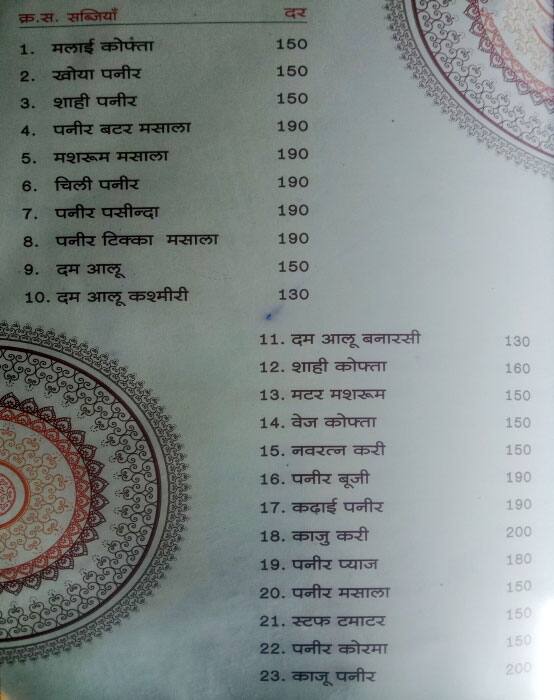 क्र.स. सब्जियाँ दर
1. मलाई कोफ्ता 150
2. खोया पनीर 150
3. शाही पनीर 150
4. पनीर बटर मसाला 190
5. मशरूम मसाला 190
6. चिली पनीर 190
7. पनीर पसीन्दा 190
8. पनीर टिक्का मसाला 190
9. दम आलू 150
10. दम आलू कश्मीरी 130
11. दम आलू बनारसी 130
12. शाही कोफ्ता 160
13. मटर मशरूम 150
14. वेज कोफ्ता 150
15. नवरत्न करी 150
16. पनीर बूजी 190
17. कढाई पनीर 190
18. काजु करी 200
19. पनीर प्याज 180
20. पनीर मसाला 150
21. स्टफ टमाटर 150
22. पनीर कोरमा 150
23. काजू पनीर 200